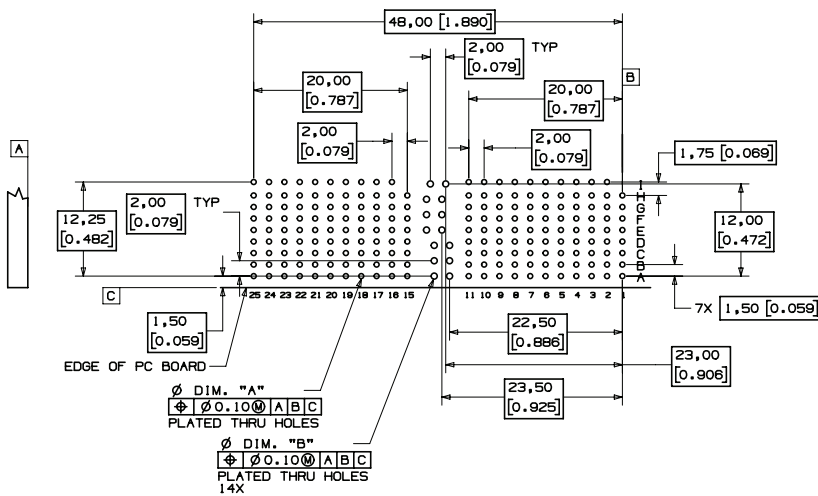 48,00 [1.890]
2,00
[0.079]
TYP
B
20,00
[0.787]
20,00
[0.787]
A
2,00
[0.079]
2,00
[0.079]
1,75 [0.069]
2,00
[0.079]
TYP
12,25
[0.482]
I
H
G
F
E
D
C
B
A
12,00
[0.472]
C
25 24 23 22 21 20 19 18 17 16 15
11 10 9 8 7 6 5 4 3 2 1
7X 1,50 [0.059]
1,50
[0.059]
22,50
[0.886]
EDGE OF PC BOARD
23,00
[0.906]
23,50
[0.925]
Ø DIM. "A"
⌖ Ø0.10Ⓜ A B C
PLATED THRU HOLES
Ø DIM. "B"
⌖ Ø0.10Ⓜ A B C
PLATED THRU HOLES
14X